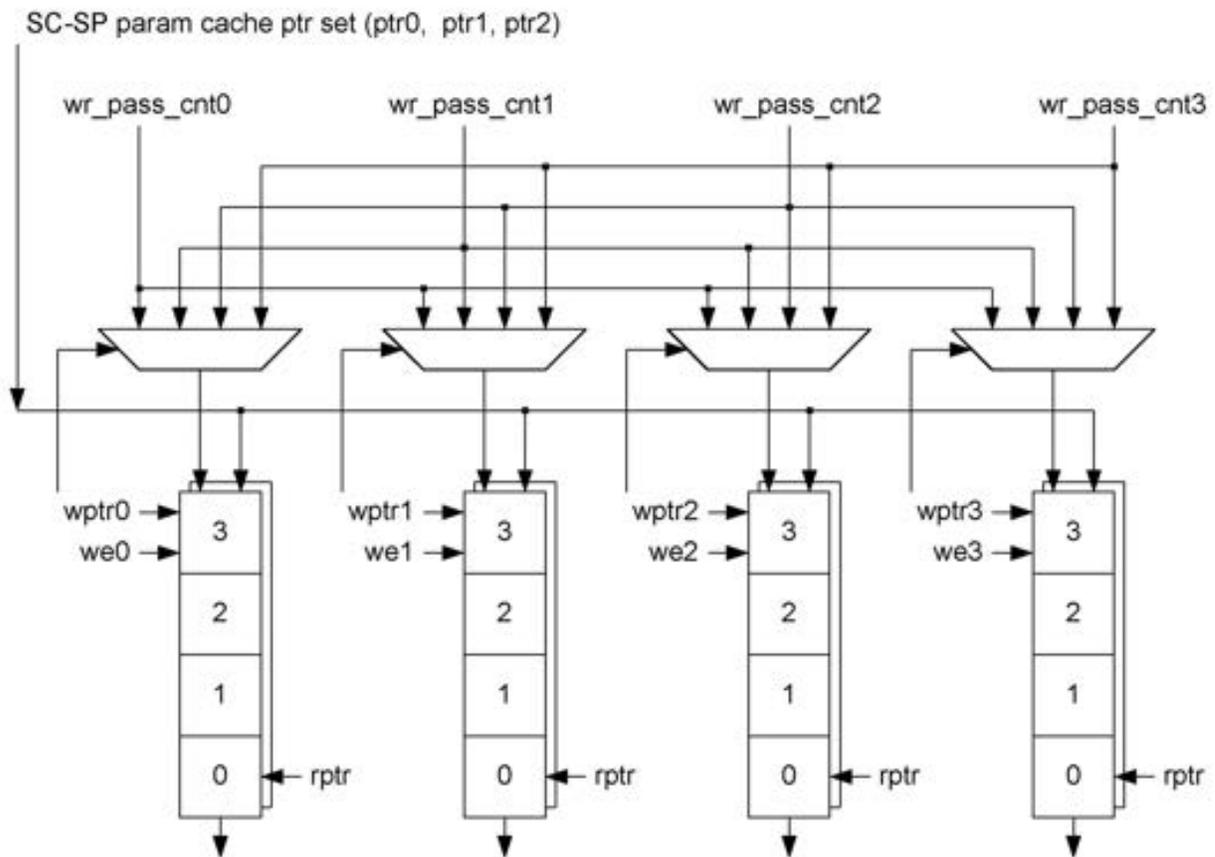 SC-SP param cache ptr set (ptr0, ptr1, ptr2)
wr_pass_cnt0 wr_pass_cnt1 wr_pass_cnt2 wr_pass_cnt3
wptr0 wptr1 wptr2 wptr3
3 3 3 3
we0 we1 we2 we3
2 2 2 2
1 1 1 1
0 rptr 0 rptr 0 rptr 0 rptr